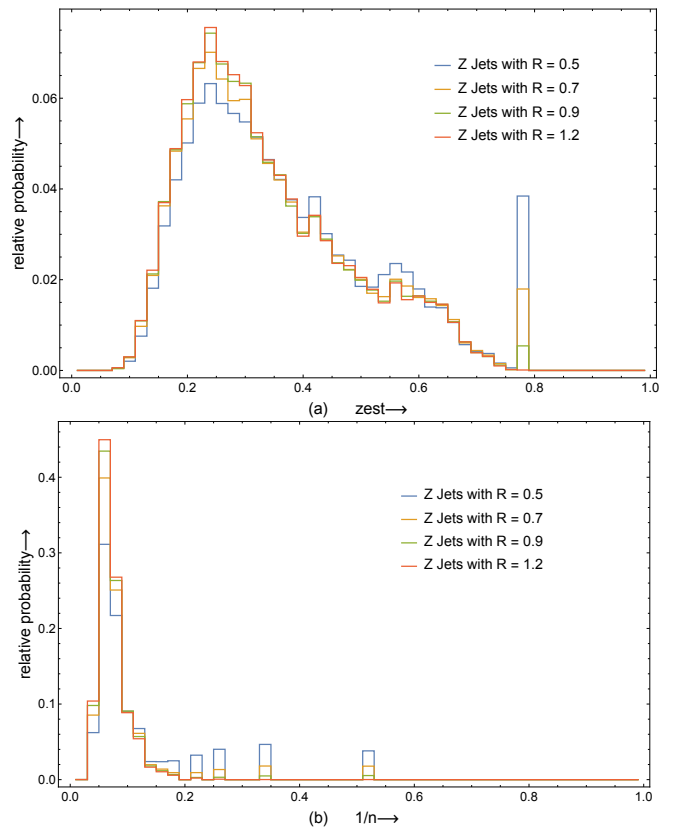 Z Jets with R = 0.5
Z Jets with R = 0.7
Z Jets with R = 0.9
Z Jets with R = 1.2
relative probability→
0.06
0.04
0.02
0.00
0.0 0.2 0.4 0.6 0.8 1.0
(a) zest→
Z Jets with R = 0.5
Z Jets with R = 0.7
Z Jets with R = 0.9
Z Jets with R = 1.2
relative probability→
0.4
0.3
0.2
0.1
0.0
0.0 0.2 0.4 0.6 0.8 1.0
(b) 1/n→